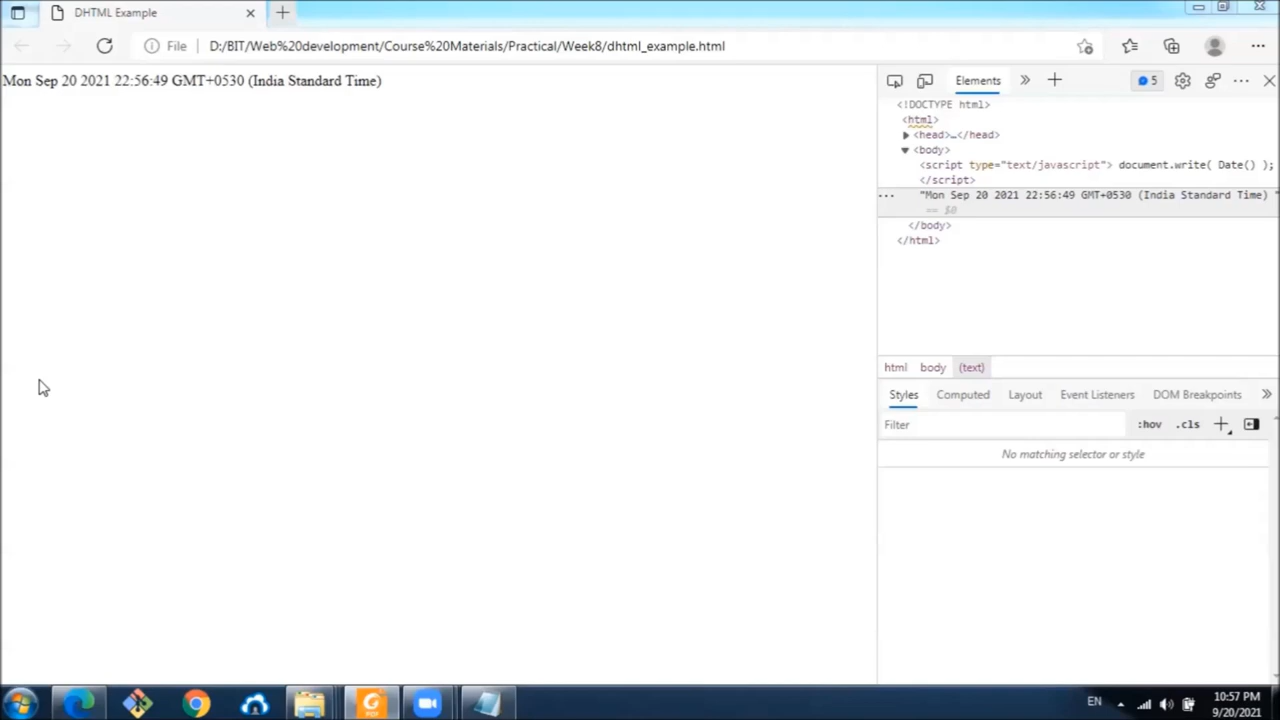 DHTML Example
File D:/BIT/Web%20development/Course%20Materials/Practical/Week8/dhtml_example.html
Mon Sep 20 2021 22:56:49 GMT+0530 (India Standard Time)
Elements
5
<!DOCTYPE html>
<html>
<head>…</head>
<body>
<script type="text/javascript"> document.write( Date() );
</script>
"Mon Sep 20 2021 22:56:49 GMT+0530 (India Standard Time) "
== $0
</body>
</html>
html body (text)
Styles Computed Layout Event Listeners DOM Breakpoints
Filter
:hov .cls
No matching selector or style
PDF
EN
10:57 PM
9/20/2021